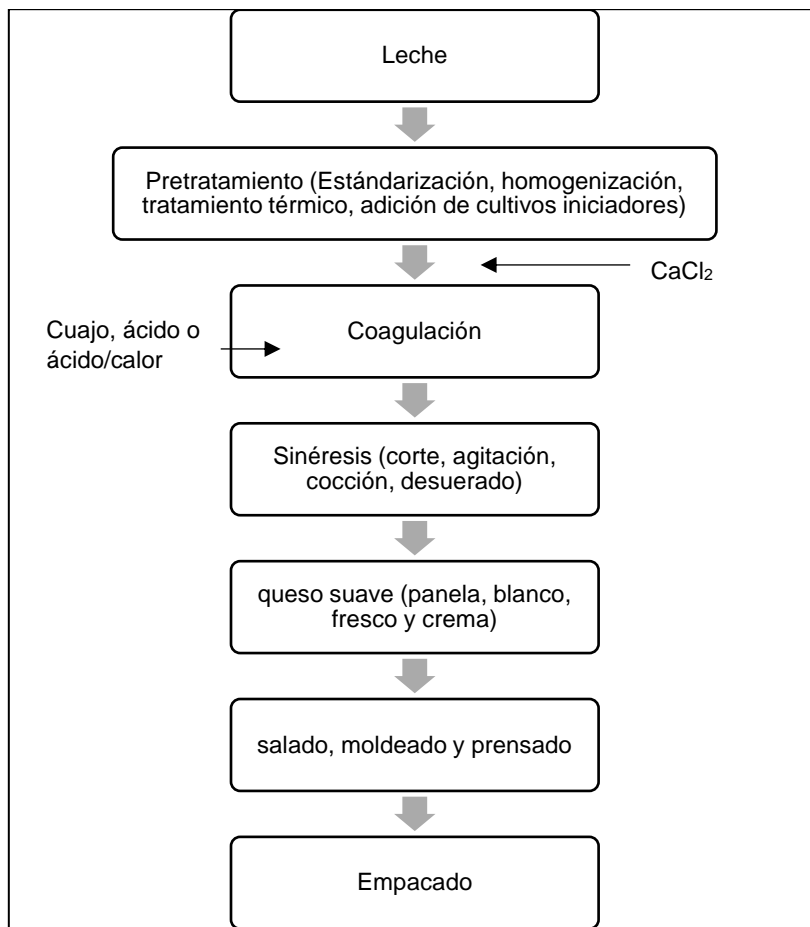 Leche
Pretratamiento (Estándarización, homogenización,
tratamiento térmico, adición de cultivos iniciadores)
CaCl₂
Cuajo, ácido o
ácido/calor
Coagulación
Sinéresis (corte, agitación,
cocción, desuerado)
queso suave (panela, blanco,
fresco y crema)
salado, moldeado y prensado
Empacado